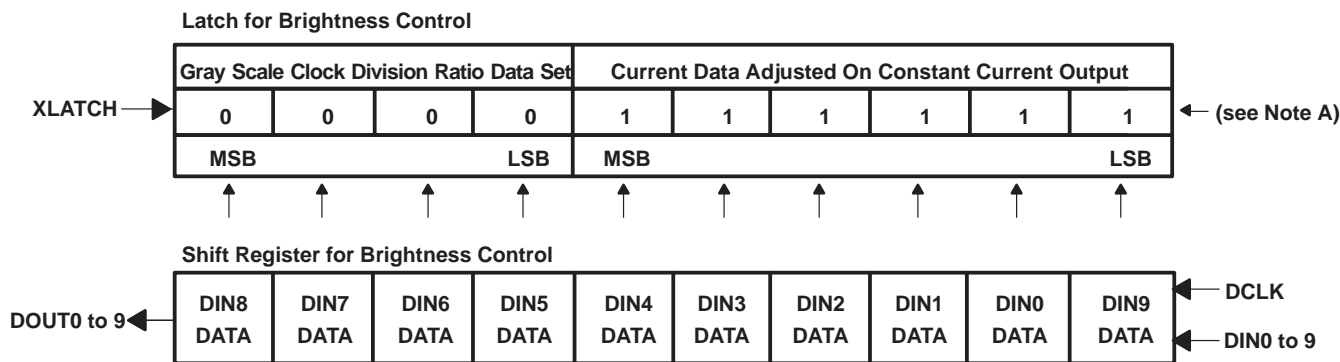 Latch for Brightness Control
Gray Scale Clock Division Ratio Data Set Current Data Adjusted On Constant Current Output
XLATCH 0 0 0 0 1 1 1 1 1 1 (see Note A)
MSB LSB MSB LSB
Shift Register for Brightness Control
DIN8 DIN7 DIN6 DIN5 DIN4 DIN3 DIN2 DIN1 DIN0 DIN9 DCLK
DOUT0 to 9
DATA DATA DATA DATA DATA DATA DATA DATA DATA DATA DIN0 to 9